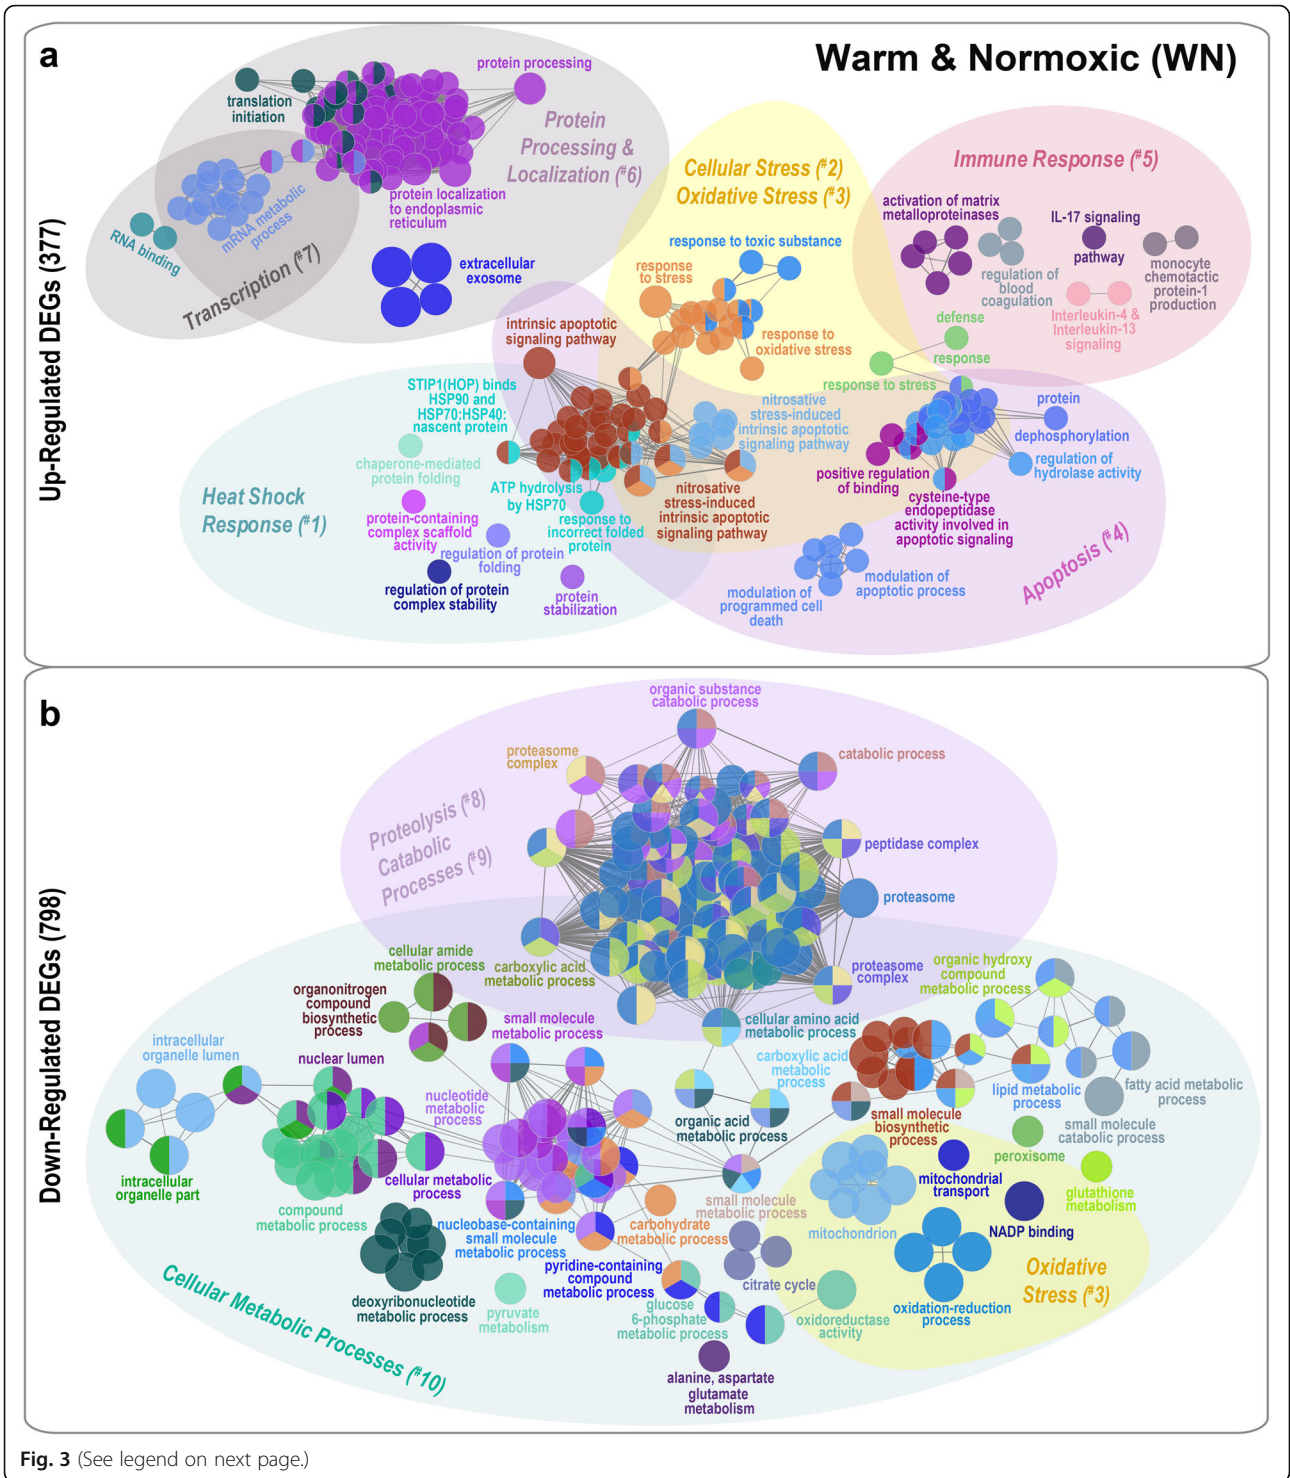 a
Warm & Normoxic (WN)
Up-Regulated DEGs (377)
protein processing
translation
initiation
Protein
Processing &
Localization (#6)
protein localization
to endoplasmic
reticulum
mRNA metabolic
process
RNA binding
Transcription (#7)
extracellular
exosome
Cellular Stress (#2)
Oxidative Stress (#3)
response to toxic substance
response
to stress
response to
oxidative stress
Immune Response (#5)
activation of matrix
metalloproteinases
IL-17 signaling
pathway
regulation of
blood
coagulation
monocyte
chemotactic
protein-1
production
Interleukin-4 &
Interleukin-13
signaling
defense
response
response to stress
intrinsic apoptotic
signaling pathway
STIP1(HOP) binds
HSP90 and
HSP70:HSP40:
nascent protein
chaperone-mediated
protein folding
Heat Shock
Response (#1)
protein-containing
complex scaffold
activity
regulation of protein
folding
regulation of protein
complex stability
protein
stabilization
ATP hydrolysis
by HSP70
response to
incorrect folded
protein
nitrosative
stress-induced
intrinsic apoptotic
signaling pathway
nitrosative
stress-induced
intrinsic apoptotic
signaling pathway
protein
dephosphorylation
regulation of
hydrolase activity
positive regulation
of binding
cysteine-type
endopeptidase
activity involved in
apoptotic signaling
modulation of
apoptotic process
modulation of
programmed cell
death
Apoptosis (#4)
b
Down-Regulated DEGs (798)
organic substance
catabolic process
proteasome
complex
catabolic process
Proteolysis (#8)
Catabolic
Processes (#9)
peptidase complex
proteasome
proteasome
complex
carboxylic acid
metabolic process
cellular amide
metabolic process
organonitrogen
compound
biosynthetic
process
small molecule
metabolic process
cellular amino acid
metabolic process
organic hydroxy
compound
metabolic process
intracellular
organelle lumen
nuclear lumen
nucleotide
metabolic
process
carboxylic acid
metabolic
process
organic acid
metabolic process
small molecule
biosynthetic
process
lipid metabolic
process
fatty acid metabolic
process
small molecule
catabolic process
peroxisome
glutathione
metabolism
intracellular
organelle part
cellular metabolic
process
compound
metabolic process
nucleobase-containing
small molecule
metabolic process
carbohydrate
metabolic process
small molecule
metabolic process
mitochondrial
transport
mitochondrion
NADP binding
pyridine-containing
compound
metabolic process
citrate cycle
oxidation-reduction
process
Oxidative
Stress (#3)
deoxyribonucleotide
metabolic process
pyruvate
metabolism
glucose
6-phosphate
metabolic process
oxidoreductase
activity
alanine, aspartate
glutamate
metabolism
Cellular Metabolic Processes (#10)
Fig. 3 (See legend on next page.)